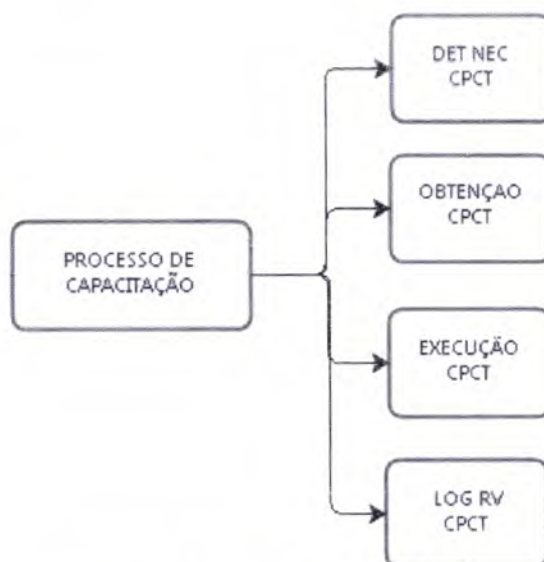 DET NEC
CPCT
OBTENÇAO
CPCT
PROCESSO DE
CAPACITAÇÃO
EXECUÇÃO
CPCT
LOG RV
CPCT